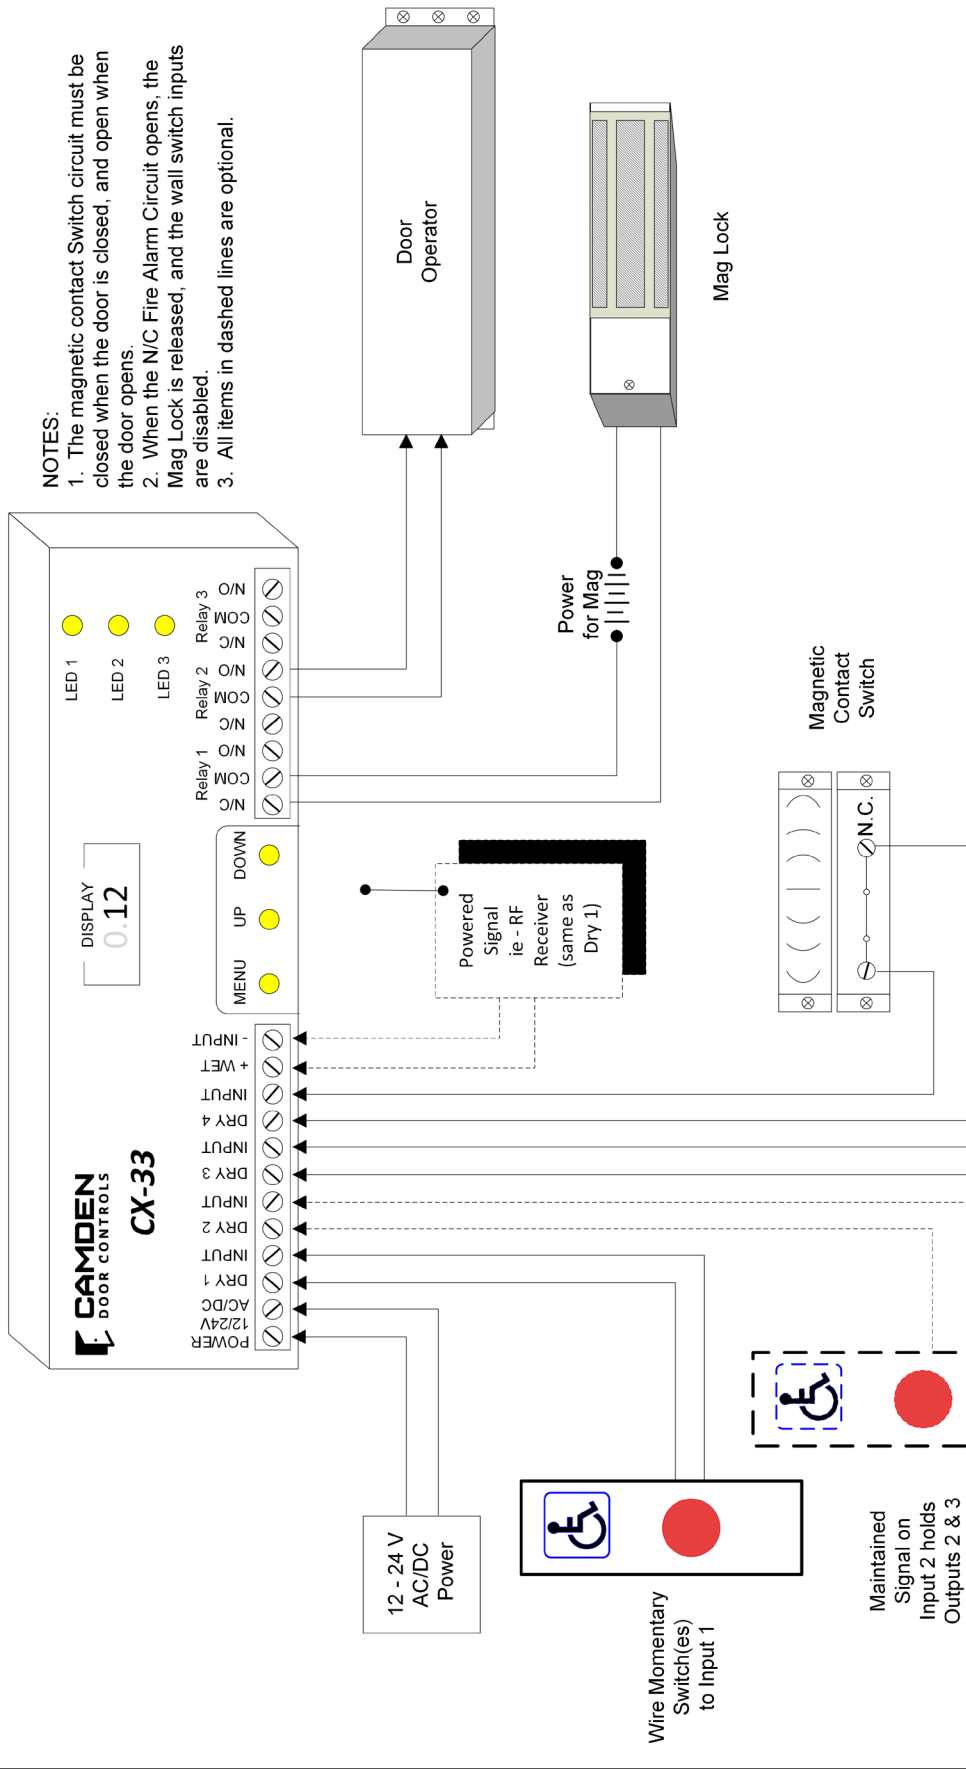 NOTES:
1. The magnetic contact Switch circuit must be
closed when the door is closed, and open when
the door opens.
2. When the N/C Fire Alarm Circuit opens, the
Mag Lock is released, and the wall switch inputs
are disabled.
3. All items in dashed lines are optional.
CAMDEN
DOOR CONTROLS
CX-33
DISPLAY
0.12
LED 1
LED 2
LED 3
MENU
UP
DOWN
POWER
12/24V
AC/DC
DRY 1
INPUT
DRY 2
INPUT
DRY 3
INPUT
DRY 4
INPUT
+ WET
- INPUT
Relay 1
N/C
COM
N/O
Relay 2
N/C
COM
N/O
Relay 3
N/C
COM
N/O
Door
Operator
Mag Lock
Power
for Mag
Powered
Signal
ie - RF
Receiver
(same as
Dry 1)
Magnetic
Contact
Switch
N.C.
12 - 24 V
AC/DC
Power
Wire Momentary
Switch(es)
to Input 1
Maintained
Signal on
Input 2 holds
Outputs 2 & 3